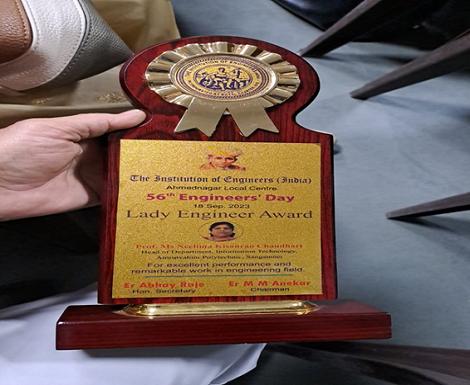 The Institution of Engineers (India)
Ahmednagar Local Centre
56th Engineers' Day
18 Sep. 2023
Lady Engineer Award
Prof. Ms Neelima Kisanrao Chaudhari
Head of Department, Information Technology,
Amrutvahini Polytechnic, Sangamner
For excellent performance and
remarkable work in engineering field.
Er Abhay Raje Er M M Anekar
Hon. Secretary Chairman